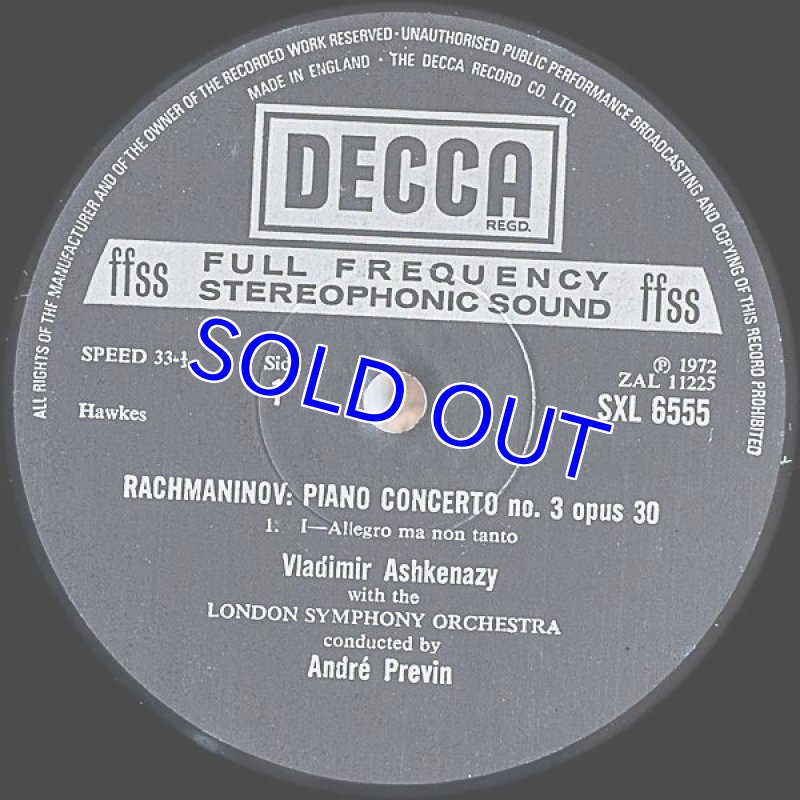 ALL RIGHTS OF THE MANUFACTURER AND OF THE OWNER OF THE RECORDED WORK RESERVED · UNAUTHORISED PUBLIC PERFORMANCE BROADCASTING AND COPYING OF THIS RECORD PROHIBITED
MADE IN ENGLAND · THE DECCA RECORD CO. LTD.
DECCA
REGD.
ffss FULL FREQUENCY ffss
STEREOPHONIC SOUND
SPEED 33⅓ Side ℗ 1972
1 ZAL 11225
Hawkes SXL 6555
SOLD OUT
RACHMANINOV: PIANO CONCERTO no. 3 opus 30
1. I—Allegro ma non tanto
Vladimir Ashkenazy
with the
LONDON SYMPHONY ORCHESTRA
conducted by
André Previn